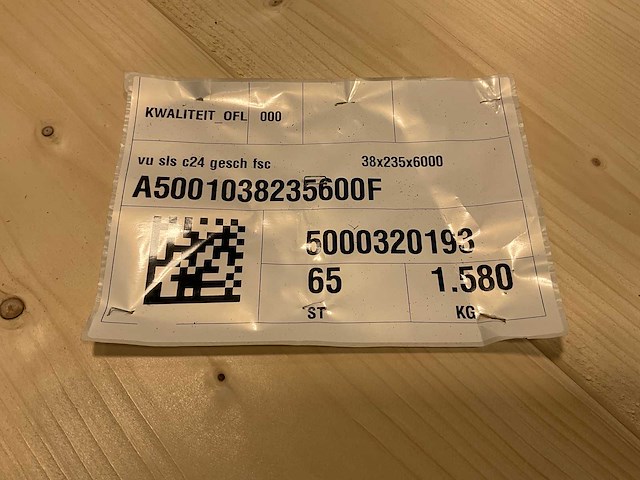 KWALITEIT_OFL 000
vu sls c24 gesch fsc 38x235x6000
A5001038235600F
5000320193
65 1.580
ST KG